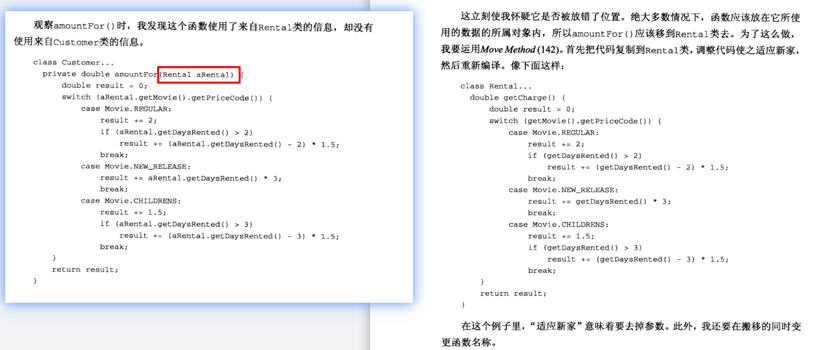 观察amountFor()时，我发现这个函数使用了来自Rental类的信息，却没有
使用来自Customer类的信息。
class Customer...
private double amountFor(Rental aRental) {
double result = 0;
switch (aRental.getMovie().getPriceCode()) {
case Movie.REGULAR:
result += 2;
if (aRental.getDaysRented() > 2)
result += (aRental.getDaysRented() - 2) * 1.5;
break;
case Movie.NEW_RELEASE:
result += aRental.getDaysRented() * 3;
break;
case Movie.CHILDRENS:
result += 1.5;
if (aRental.getDaysRented() > 3)
result += (aRental.getDaysRented() - 3) * 1.5;
break;
}
return result;
}
这立刻使我怀疑它是否被放错了位置。绝大多数情况下，函数应该放在它所使
用的数据的所属对象内，所以amountFor()应该移到Rental类去。为了这么做，
我要运用Move Method (142)。首先把代码复制到Rental类，调整代码使之适应新家，
然后重新编译。像下面这样：
class Rental...
double getCharge() {
double result = 0;
switch (getMovie().getPriceCode()) {
case Movie.REGULAR:
result += 2;
if (getDaysRented() > 2)
result += (getDaysRented() - 2) * 1.5;
break;
case Movie.NEW_RELEASE:
result += getDaysRented() * 3;
break;
case Movie.CHILDRENS:
result += 1.5;
if (getDaysRented() > 3)
result += (getDaysRented() - 3) * 1.5;
break;
}
return result;
}
在这个例子里，“适应新家”意味着要去掉参数。此外，我还要在搬移的同时变
更函数名称。